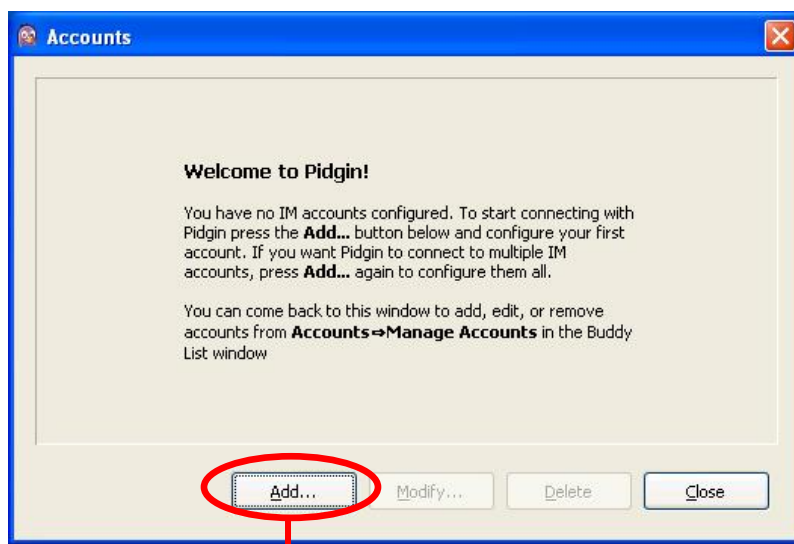 Accounts
Welcome to Pidgin!
You have no IM accounts configured. To start connecting with
Pidgin press the Add... button below and configure your first
account. If you want Pidgin to connect to multiple IM
accounts, press Add... again to configure them all.
You can come back to this window to add, edit, or remove
accounts from Accounts⇨Manage Accounts in the Buddy
List window
Add... Modify... Delete Close